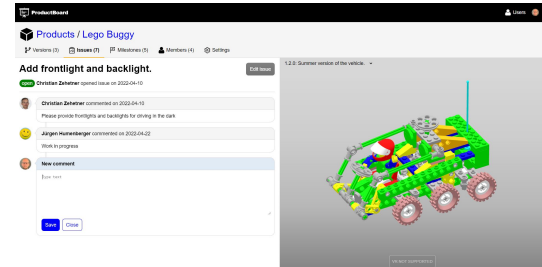 ProductBoard
Users
Products / Lego Buggy
Versions (3) Issues (7) Milestones (5) Members (4) Settings
Add frontlight and backlight.
Edit issue
open Christian Zehetner opened issue on 2022-04-10
Christian Zehetner commented on 2022-04-10
Please provide frontlights and backlights for driving in the dark
Jürgen Humenberger commented on 2022-04-22
Work in progress
New comment
Save Close
1.2.0: Summer version of the vehicle.
VR NOT SUPPORTED